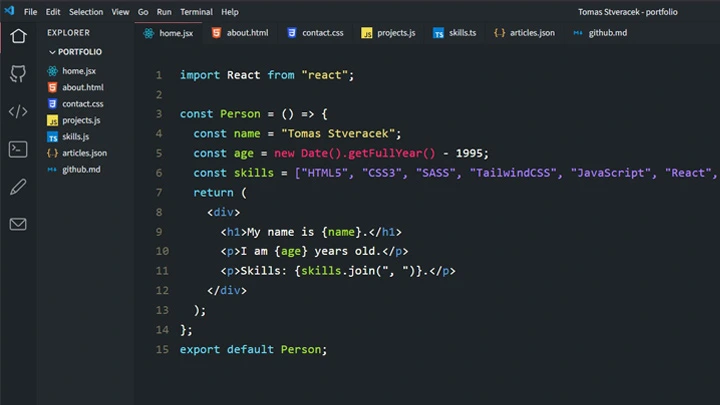 File Edit Selection View Go Run Terminal Help Tomas Stveracek - portfolio
EXPLORER
PORTFOLIO
home.jsx
about.html
contact.css
projects.js
skills.js
articles.json
github.md
home.jsx about.html contact.css projects.js skills.ts articles.json github.md
1 import React from "react";
2
3 const Person = () => {
4 const name = "Tomas Stveracek";
5 const age = new Date().getFullYear() - 1995;
6 const skills = ["HTML5", "CSS3", "SASS", "TailwindCSS", "JavaScript", "React",
7 return (
8 <div>
9 <h1>My name is {name}.</h1>
10 <p>I am {age} years old.</p>
11 <p>Skills: {skills.join(", ")}.</p>
12 </div>
13 );
14 };
15 export default Person;